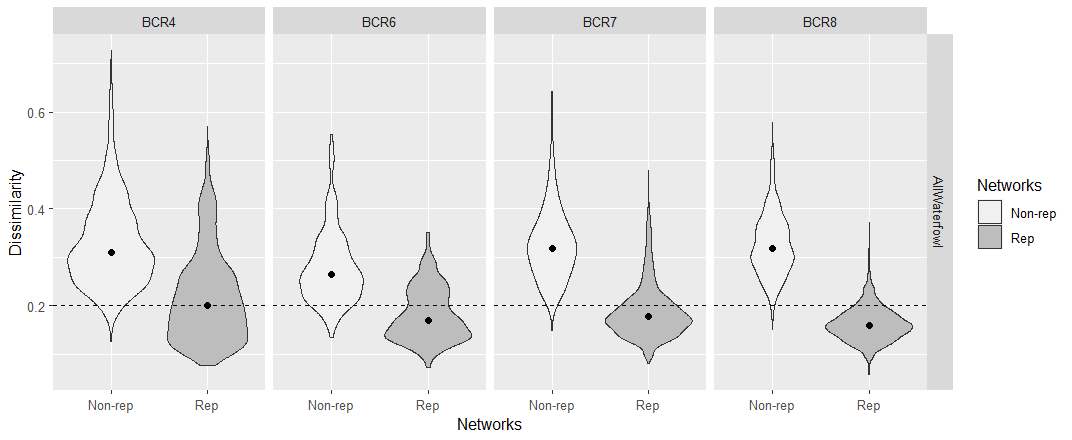 BCR4 BCR6 BCR7 BCR8
Dissimilarity
0.6
0.4
0.2
AllWaterfowl
Non-rep Rep Non-rep Rep Non-rep Rep Non-rep Rep
Networks
Networks
Non-rep
Rep